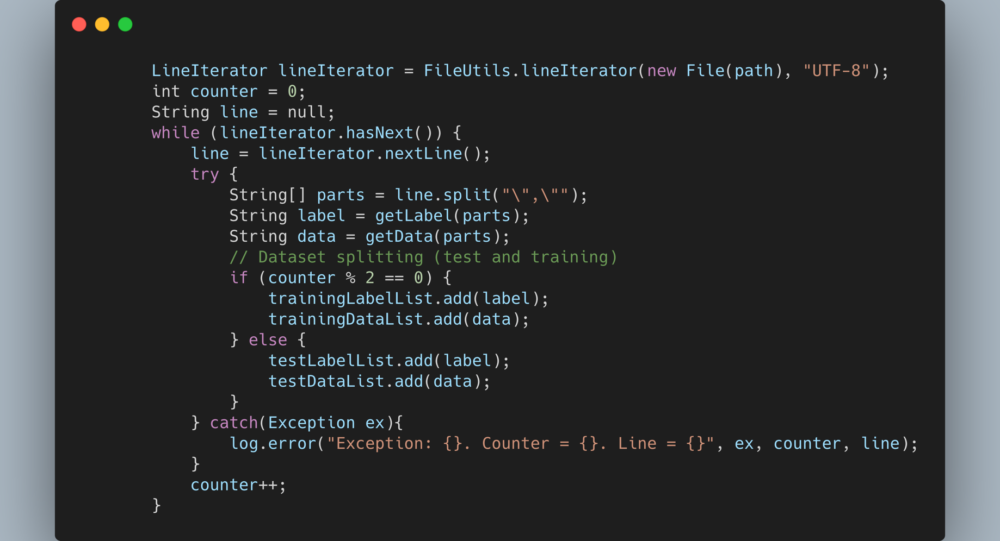 LineIterator lineIterator = FileUtils.lineIterator(new File(path), "UTF-8");
int counter = 0;
String line = null;
while (lineIterator.hasNext()) {
    line = lineIterator.nextLine();
    try {
        String[] parts = line.split("\",\"");
        String label = getLabel(parts);
        String data = getData(parts);
        // Dataset splitting (test and training)
        if (counter % 2 == 0) {
            trainingLabelList.add(label);
            trainingDataList.add(data);
        } else {
            testLabelList.add(label);
            testDataList.add(data);
        }
    } catch(Exception ex){
        log.error("Exception: {}. Counter = {}. Line = {}", ex, counter, line);
    }
    counter++;
}